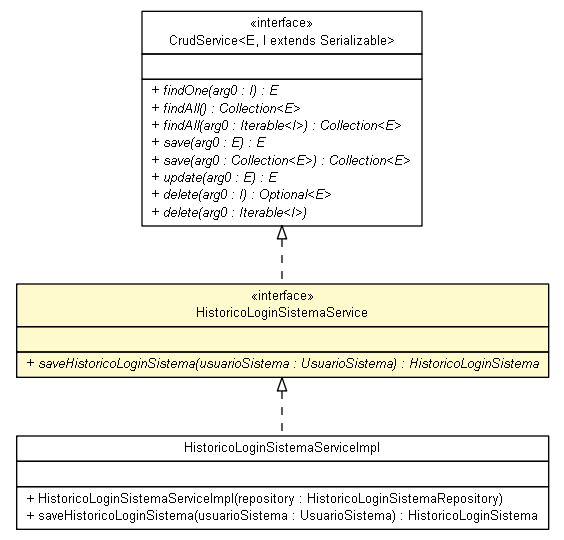 «interface»
CrudService<E, I extends Serializable>
+ findOne(arg0 : I) : E
+ findAll() : Collection<E>
+ findAll(arg0 : Iterable<I>) : Collection<E>
+ save(arg0 : E) : E
+ save(arg0 : Collection<E>) : Collection<E>
+ update(arg0 : E) : E
+ delete(arg0 : I) : Optional<E>
+ delete(arg0 : Iterable<I>)
«interface»
HistoricoLoginSistemaService
+ saveHistoricoLoginSistema(usuarioSistema : UsuarioSistema) : HistoricoLoginSistema
HistoricoLoginSistemaServiceImpl
+ HistoricoLoginSistemaServiceImpl(repository : HistoricoLoginSistemaRepository)
+ saveHistoricoLoginSistema(usuarioSistema : UsuarioSistema) : HistoricoLoginSistema